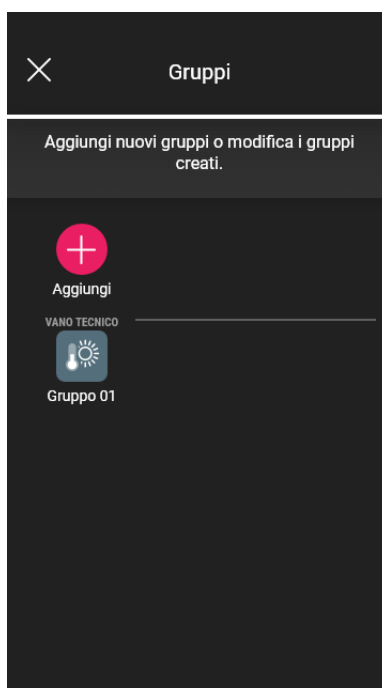 Gruppi
Aggiungi nuovi gruppi o modifica i gruppi
creati.
Aggiungi
VANO TECNICO
Gruppo 01